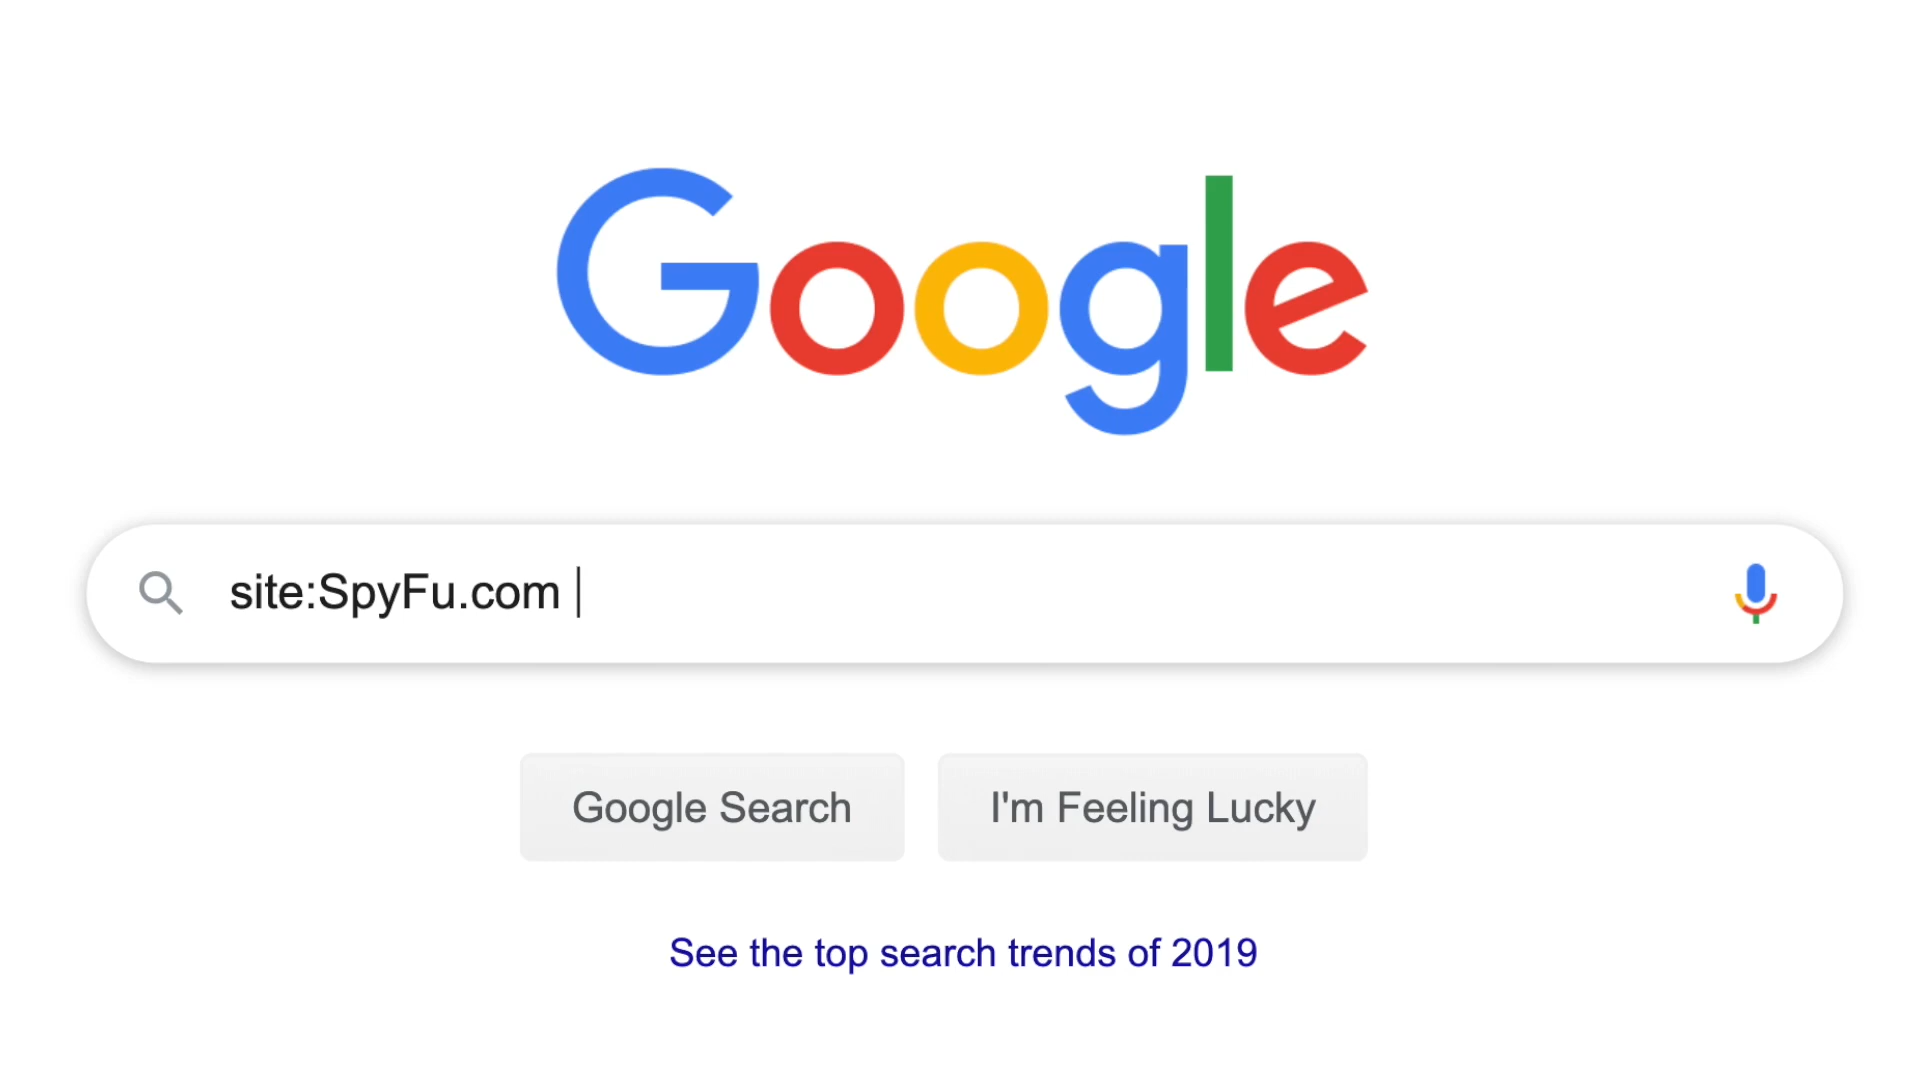 Google
site:SpyFu.com
Google Search
I'm Feeling Lucky
See the top search trends of 2019